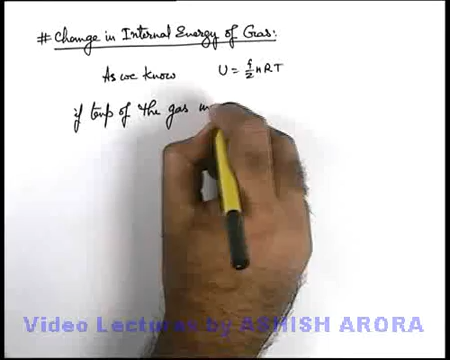 # Change in Internal Energy of Gas:
As we know U = f/2 nRT
if temp of the gas
Video Lectures by ASHISH ARORA